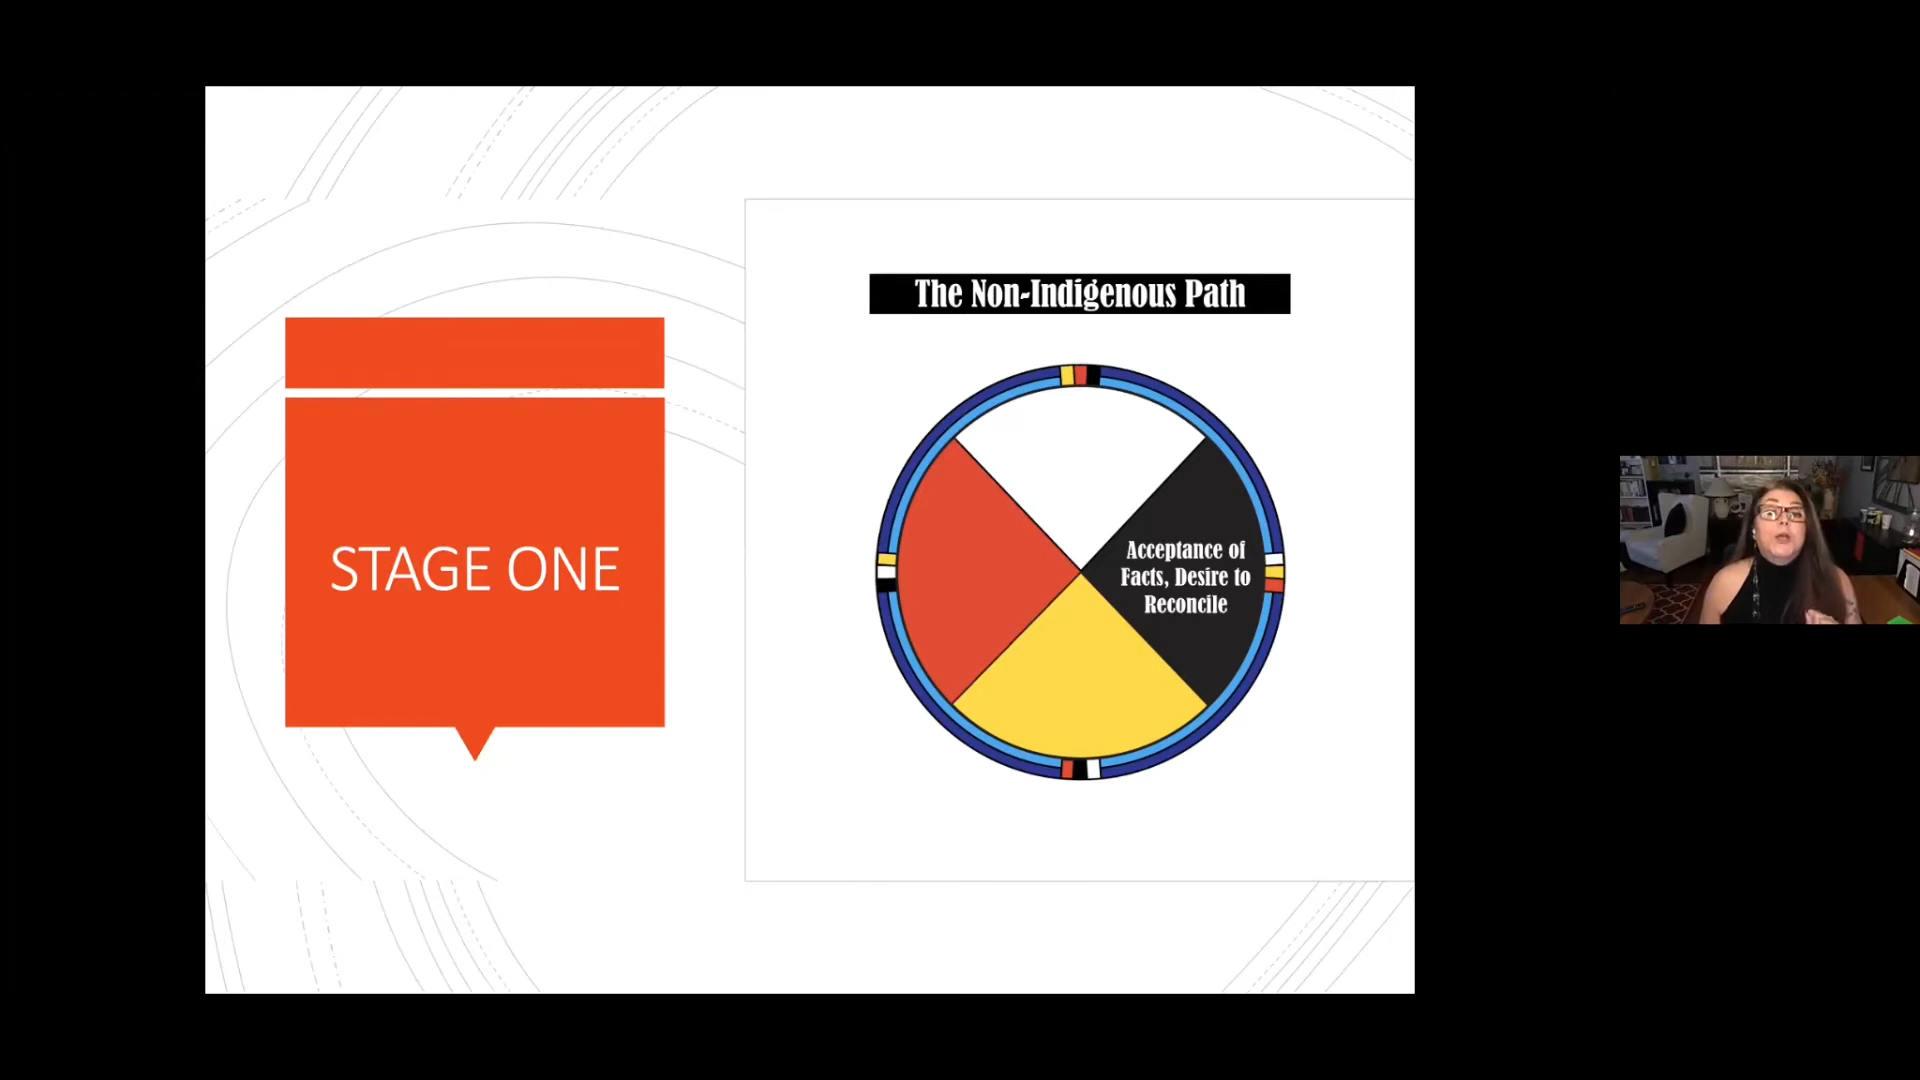 STAGE ONE
The Non-Indigenous Path
Acceptance of
Facts, Desire to
Reconcile